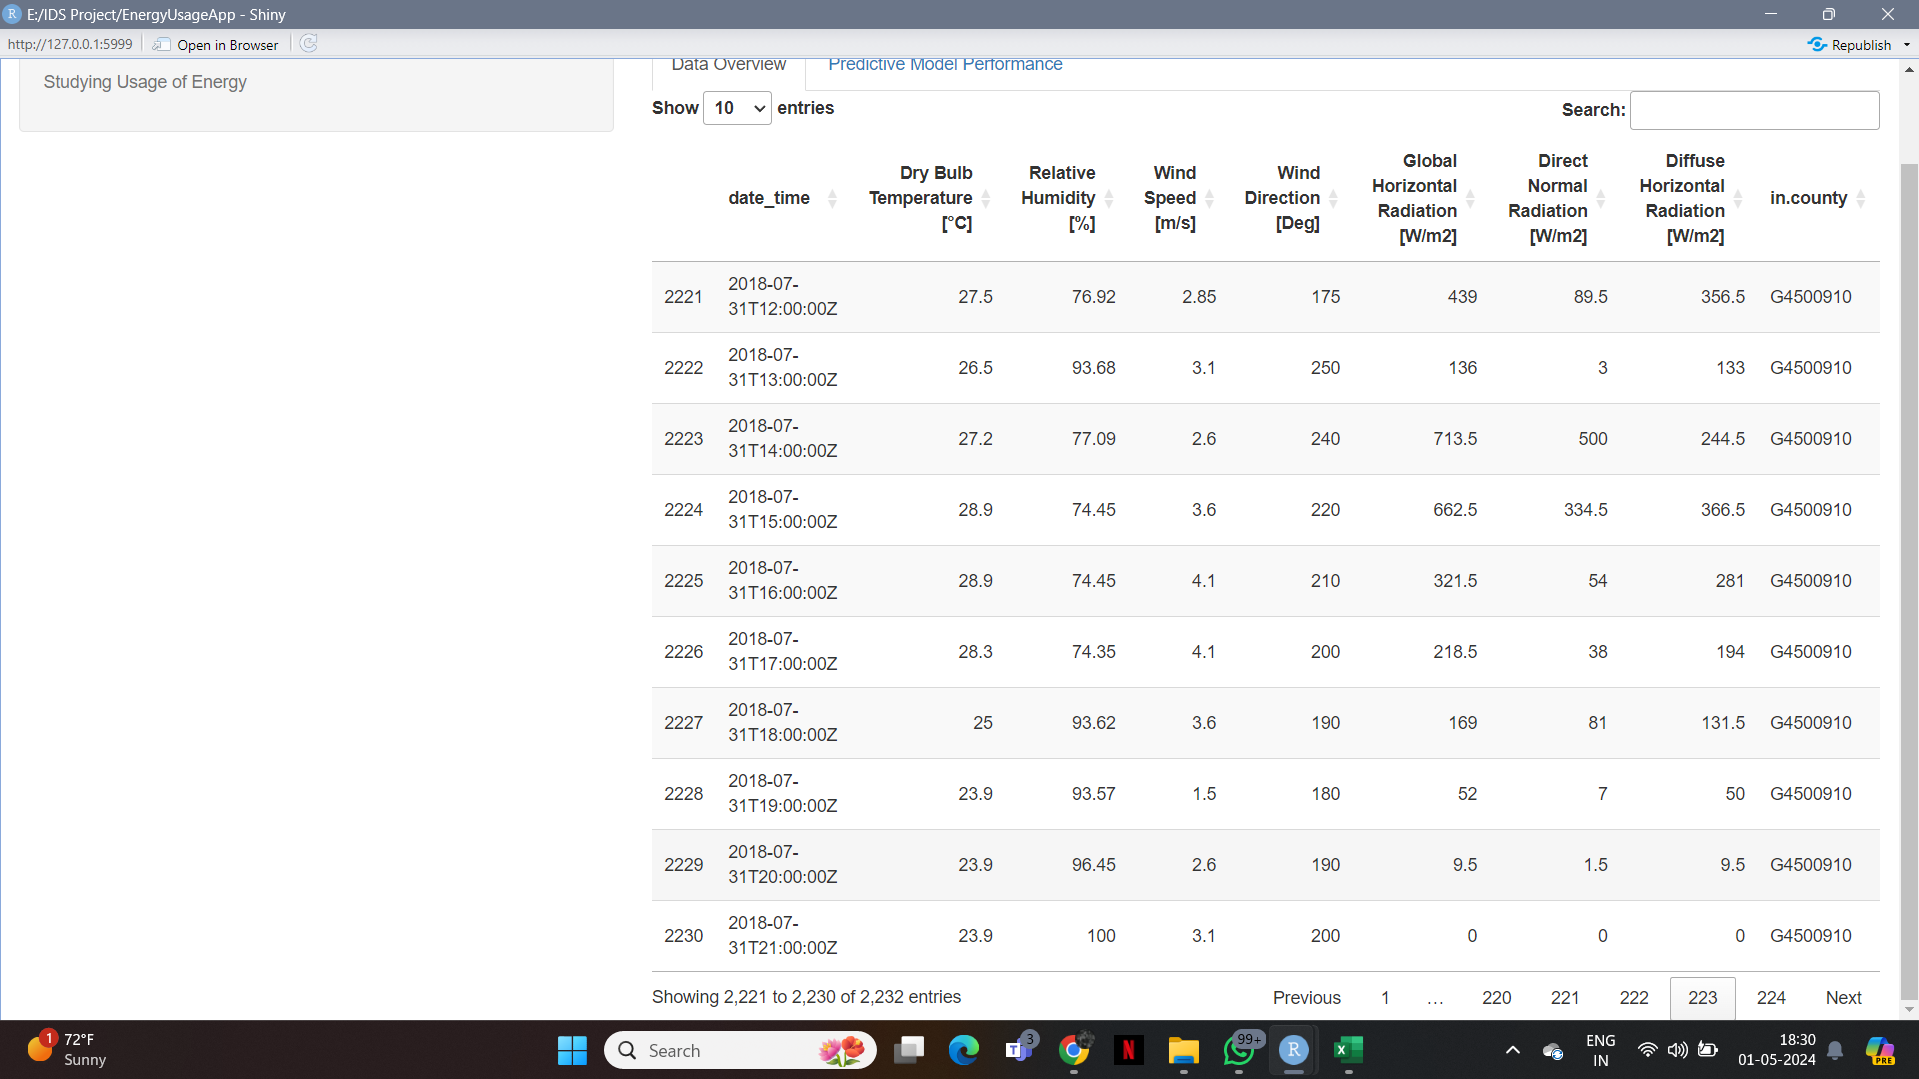 E:/IDS Project/EnergyUsageApp - Shiny
http://127.0.0.1:5999 Open in Browser Republish
Studying Usage of Energy
Data Overview Predictive Model Performance
Show 10 entries Search:
date_time Dry Bulb Temperature [°C] Relative Humidity [%] Wind Speed [m/s] Wind Direction [Deg] Global Horizontal Radiation [W/m2] Direct Normal Radiation [W/m2] Diffuse Horizontal Radiation [W/m2] in.county
2221 2018-07-31T12:00:00Z 27.5 76.92 2.85 175 439 89.5 356.5 G4500910
2222 2018-07-31T13:00:00Z 26.5 93.68 3.1 250 136 3 133 G4500910
2223 2018-07-31T14:00:00Z 27.2 77.09 2.6 240 713.5 500 244.5 G4500910
2224 2018-07-31T15:00:00Z 28.9 74.45 3.6 220 662.5 334.5 366.5 G4500910
2225 2018-07-31T16:00:00Z 28.9 74.45 4.1 210 321.5 54 281 G4500910
2226 2018-07-31T17:00:00Z 28.3 74.35 4.1 200 218.5 38 194 G4500910
2227 2018-07-31T18:00:00Z 25 93.62 3.6 190 169 81 131.5 G4500910
2228 2018-07-31T19:00:00Z 23.9 93.57 1.5 180 52 7 50 G4500910
2229 2018-07-31T20:00:00Z 23.9 96.45 2.6 190 9.5 1.5 9.5 G4500910
2230 2018-07-31T21:00:00Z 23.9 100 3.1 200 0 0 0 G4500910
Showing 2,221 to 2,230 of 2,232 entries Previous 1 … 220 221 222 223 224 Next
1 72°F
Sunny
Search
3
99+
ENG
IN
18:30
01-05-2024
PRE